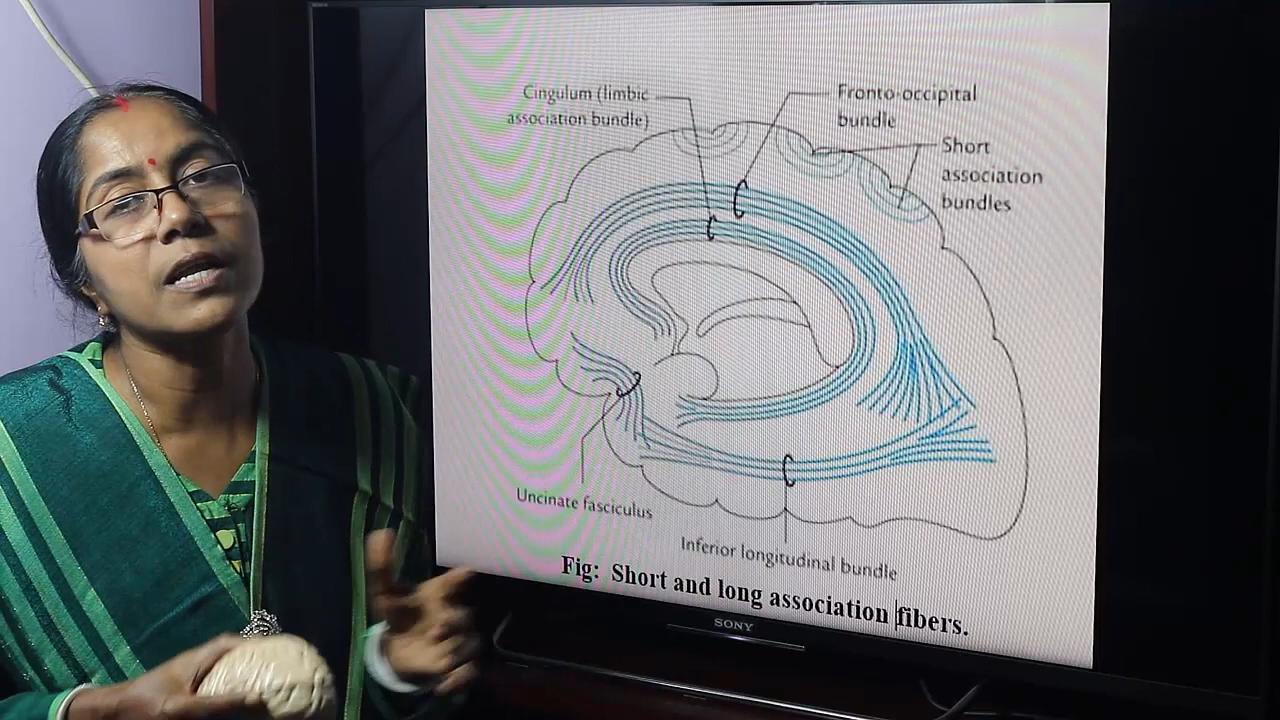 Cingulum (limbic
association bundle)
Fronto-occipital
bundle
Short
association
bundles
Uncinate fasciculus
Inferior longitudinal bundle
Fig: Short and long association fibers.
SONY